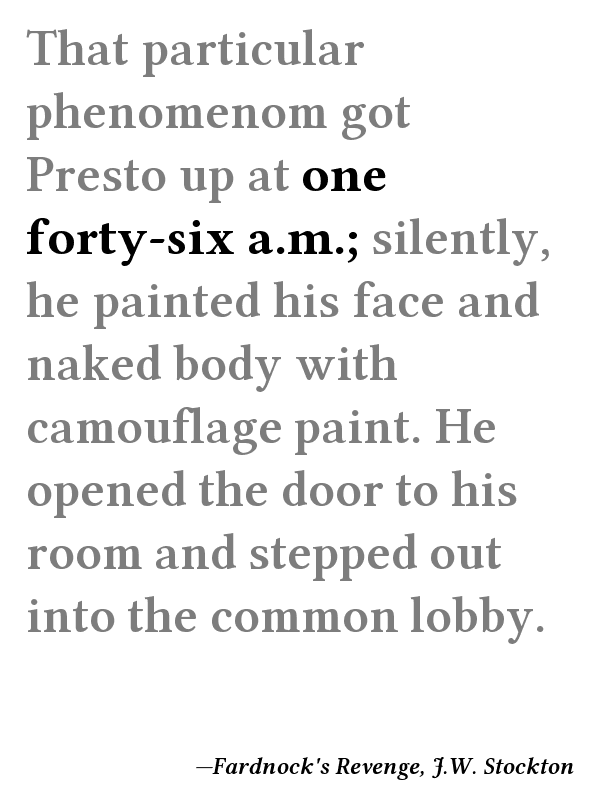 That particular
phenomenom got
Presto up at one
forty-six a.m.; silently,
he painted his face and
naked body with
camouflage paint. He
opened the door to his
room and stepped out
into the common lobby.
—Fardnock's Revenge, J.W. Stockton